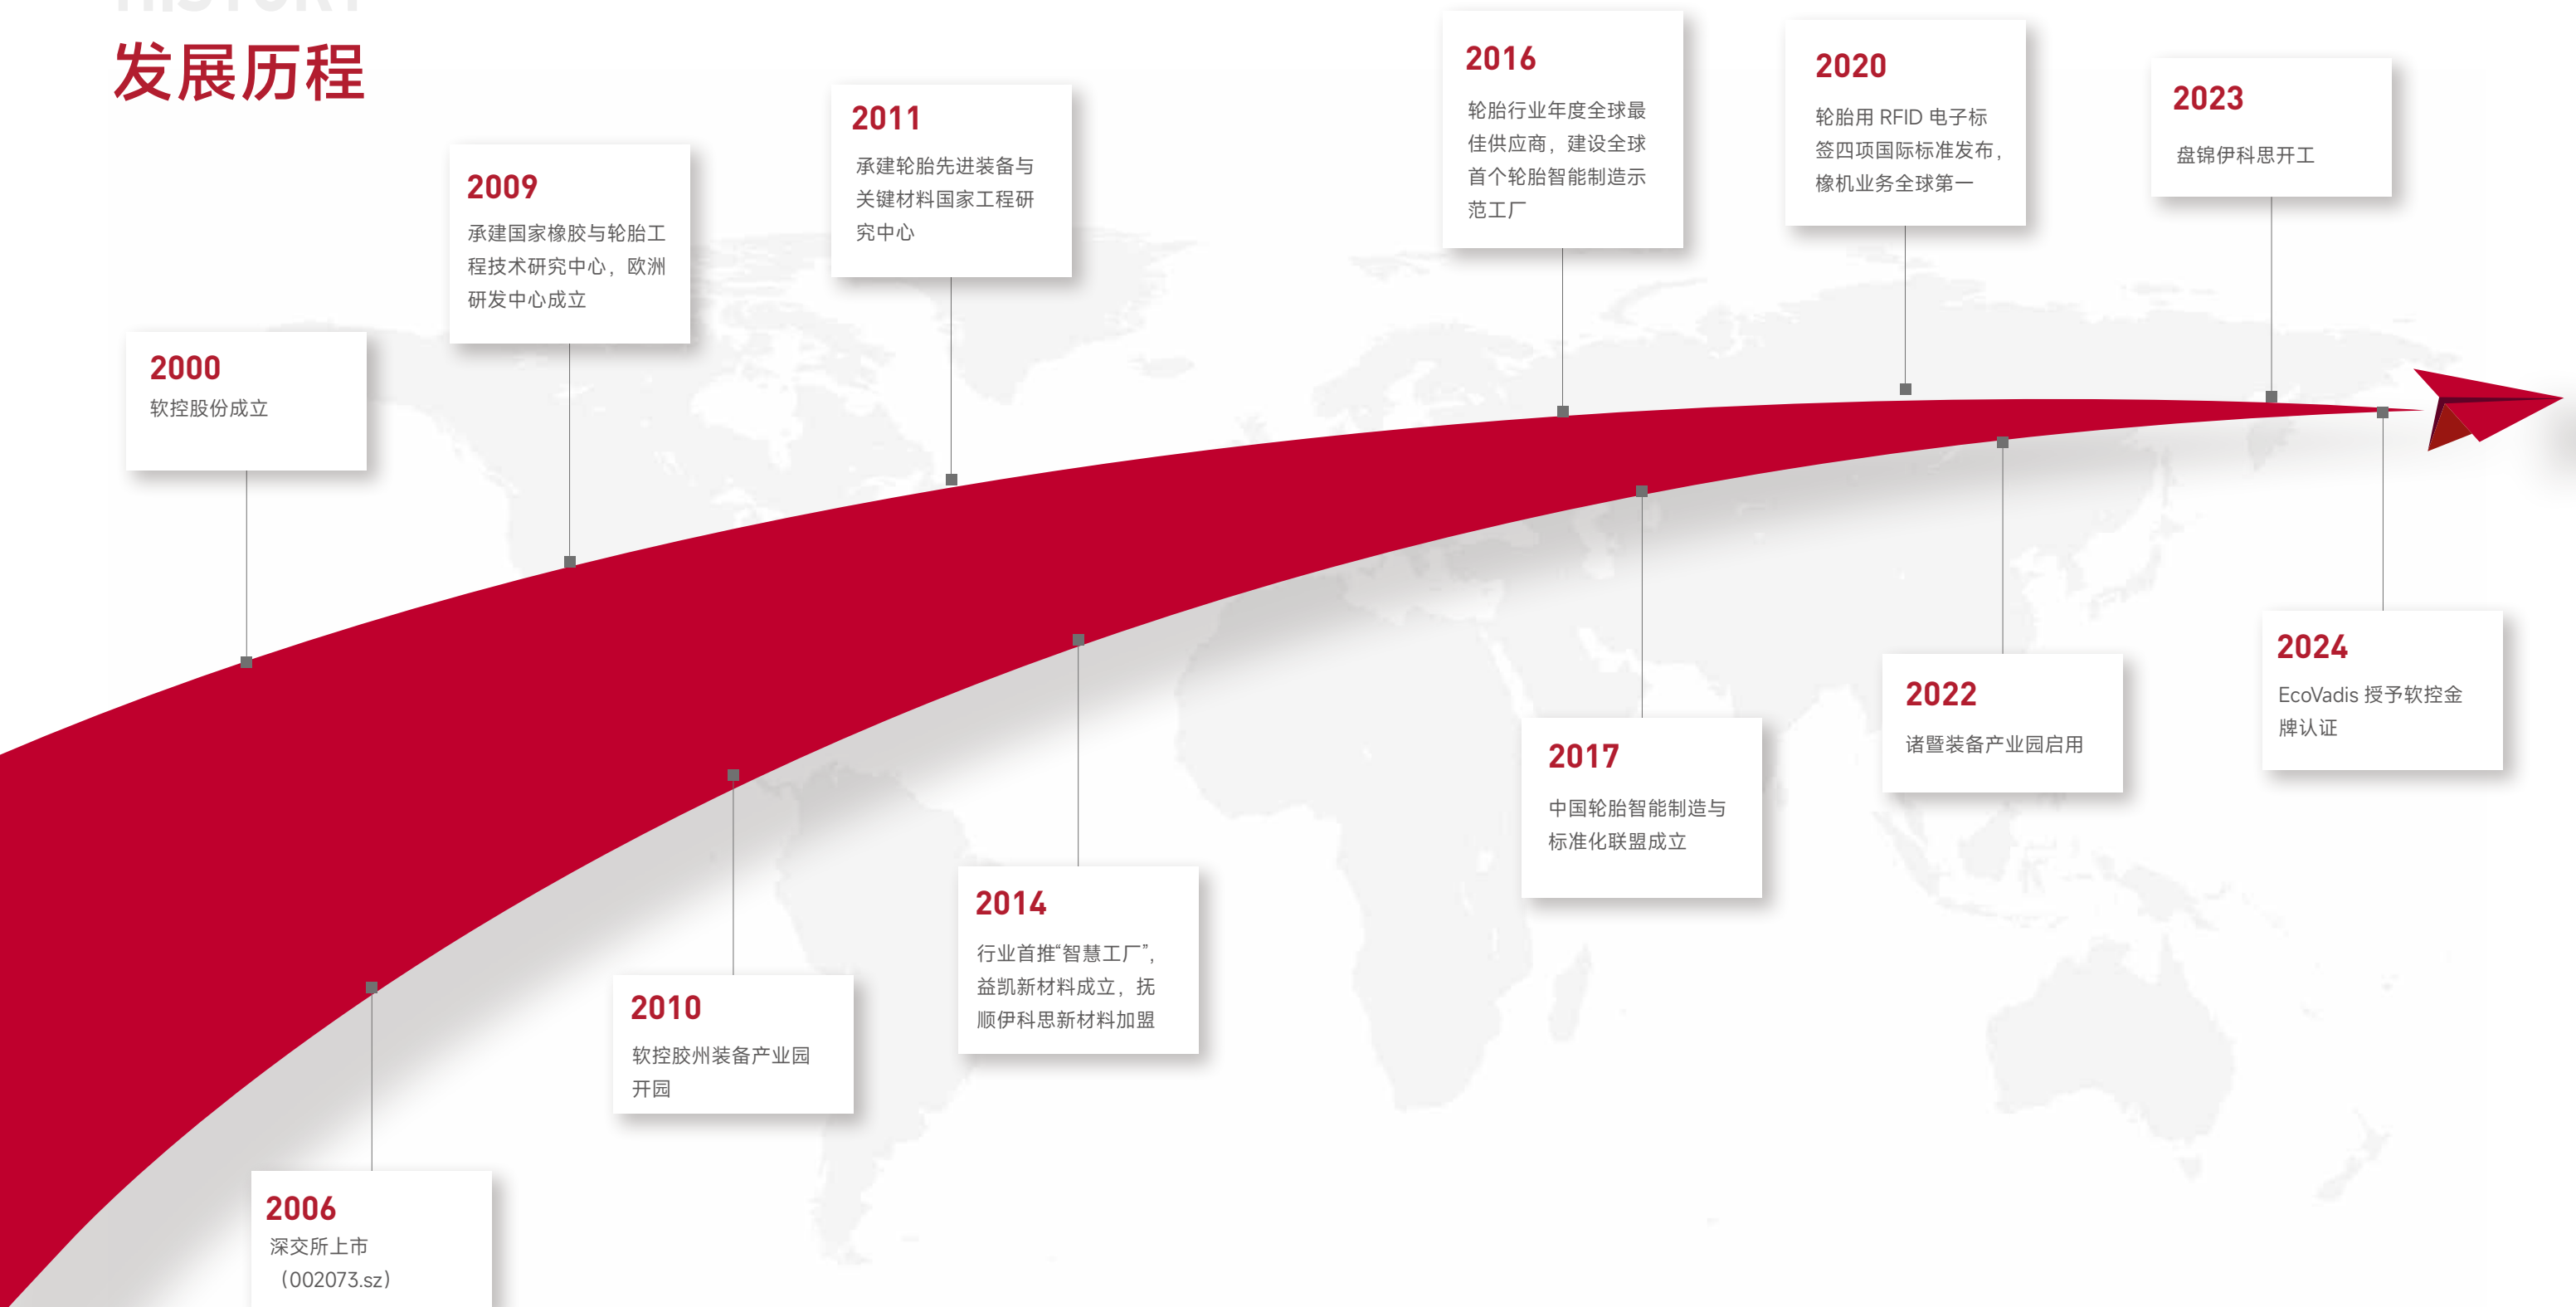 HISTORY
发展历程
2000
软控股份成立
2006
深交所上市
（002073.sz）
2009
承建国家橡胶与轮胎工
程技术研究中心，欧洲
研发中心成立
2010
软控胶州装备产业园
开园
2011
承建轮胎先进装备与
关键材料国家工程研
究中心
2014
行业首推“智慧工厂”，
益凯新材料成立，抚
顺伊科思新材料加盟
2016
轮胎行业年度全球最
佳供应商，建设全球
首个轮胎智能制造示
范工厂
2017
中国轮胎智能制造与
标准化联盟成立
2020
轮胎用 RFID 电子标
签四项国际标准发布，
橡机业务全球第一
2022
诸暨装备产业园启用
2023
盘锦伊科思开工
2024
EcoVadis 授予软控金
牌认证